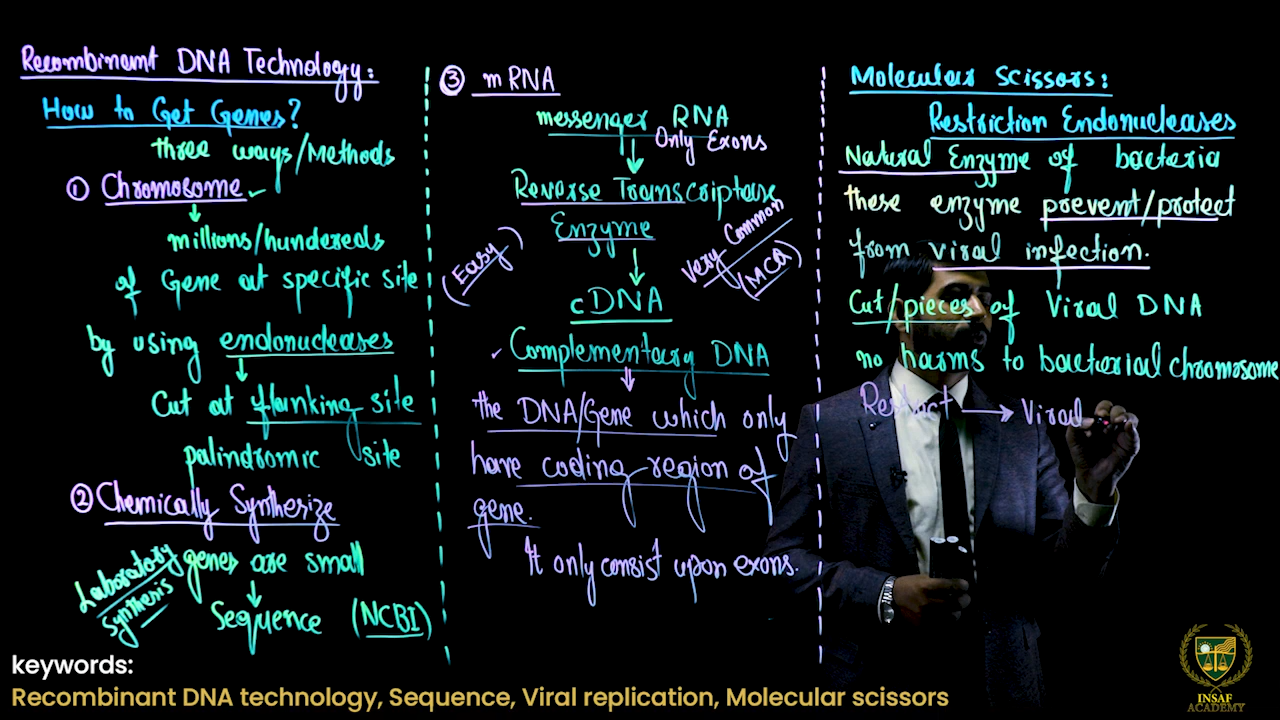 Recombinant DNA Technology:
How to Get Genes?
three ways/Methods
① Chromosome
millions/hundereds
of Gene at specific site
by using endonucleases
Cut at flanking site
palindromic site
② Chemically Synthesize
Laboratory Synthesis
genes are small
Sequence (NCBI)
③ mRNA
messenger RNA
Only Exons
Reverse Transcriptase
Enzyme
(Easy)
Very Common
(MCQ)
cDNA
Complementary DNA
the DNA/Gene which only
have coding region of
gene.
It only consist upon exons.
Molecular Scissors:
Restriction Endonucleases
Natural Enzyme of bacteria
these enzyme prevent/protect
from viral infection.
Cut/pieces of Viral DNA
no harms to bacterial chromosome
Restrict → Viral
keywords:
Recombinant DNA technology, Sequence, Viral replication, Molecular scissors
INSAF
ACADEMY